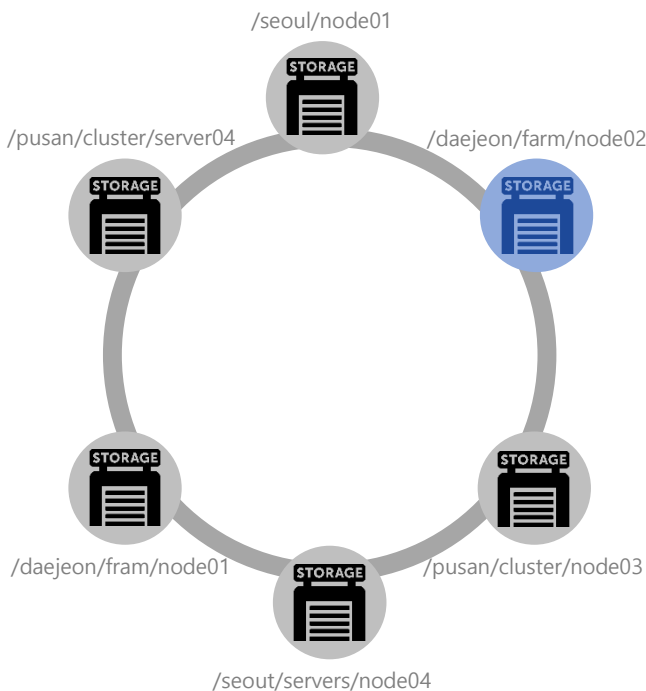 /seoul/node01
STORAGE
/pusan/cluster/server04
/daejeon/farm/node02
STORAGE
STORAGE
STORAGE
STORAGE
/daejeon/fram/node01
/pusan/cluster/node03
STORAGE
/seout/servers/node04